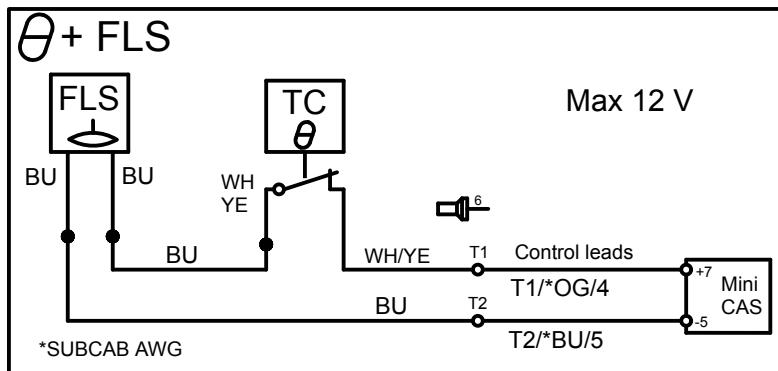 θ + FLS
FLS
TC
θ
Max 12 V
BU
BU
WH
YE
6
BU
WH/YE
T1
Control leads
+7
T1/*OG/4
Mini
CAS
BU
T2
-5
T2/*BU/5
*SUBCAB AWG